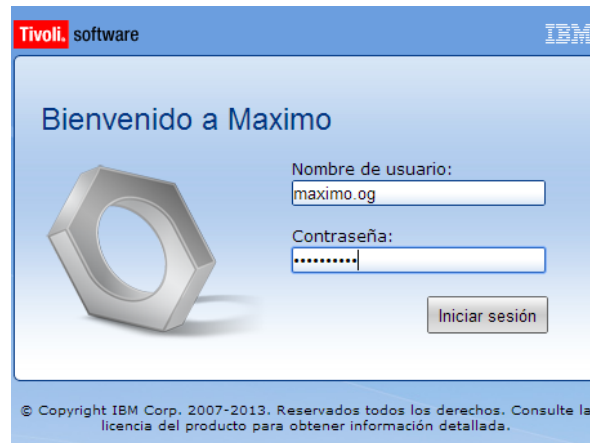 Tivoli. software
IBM
Bienvenido a Maximo
Nombre de usuario:
maximo.og
Contraseña:
••••••••••
Iniciar sesión
© Copyright IBM Corp. 2007-2013. Reservados todos los derechos. Consulte la
licencia del producto para obtener información detallada.